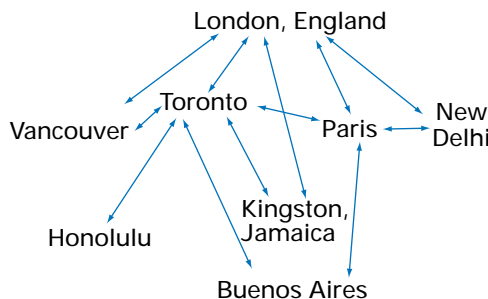 London, England
Toronto
New
Vancouver
Paris
Delhi
Kingston,
Honolulu
Jamaica
Buenos Aires